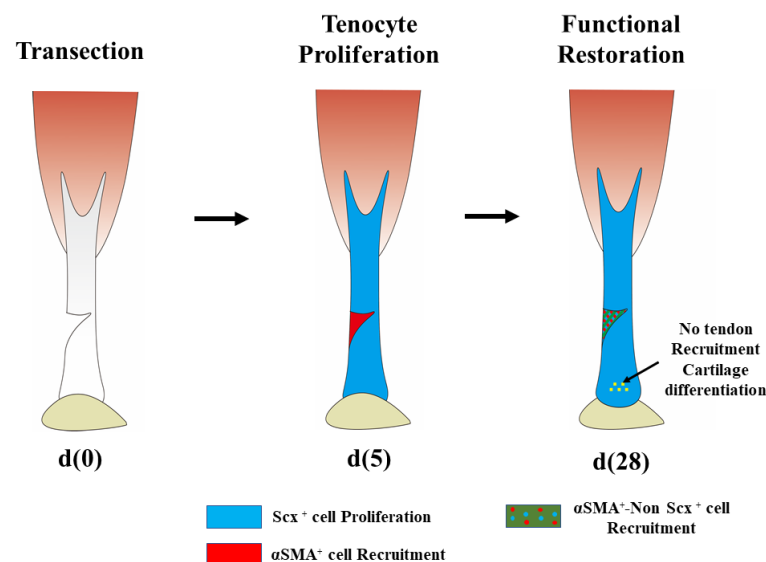 Transection
Tenocyte
Proliferation
Functional
Restoration
No tendon
Recruitment
Cartilage
differentiation
d(0)
d(5)
d(28)
Scx + cell Proliferation
αSMA+ cell Recruitment
αSMA+-Non Scx + cell
Recruitment